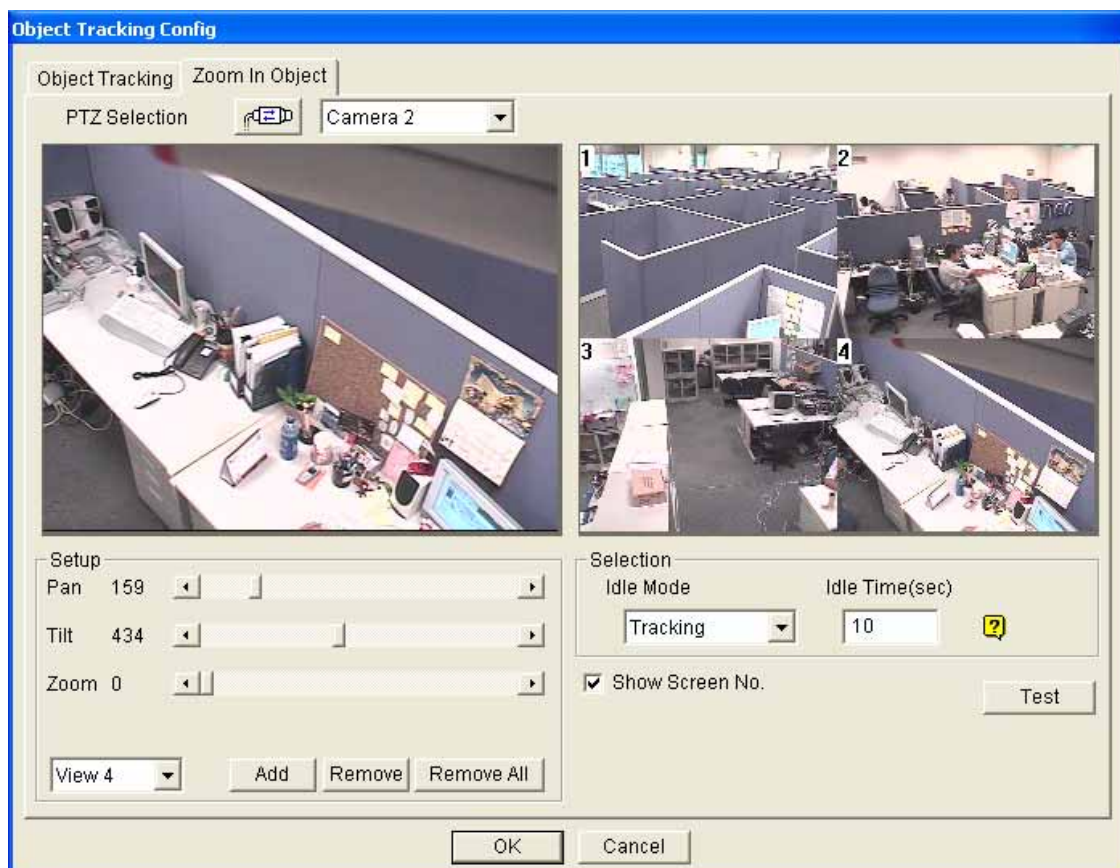 Object Tracking Config
Object Tracking Zoom In Object
PTZ Selection Camera 2
1 2
3 4
Setup
Pan 159
Tilt 434
Zoom 0
View 4 Add Remove Remove All
Selection
Idle Mode Idle Time(sec)
Tracking 10 ?
Show Screen No.
Test
OK Cancel